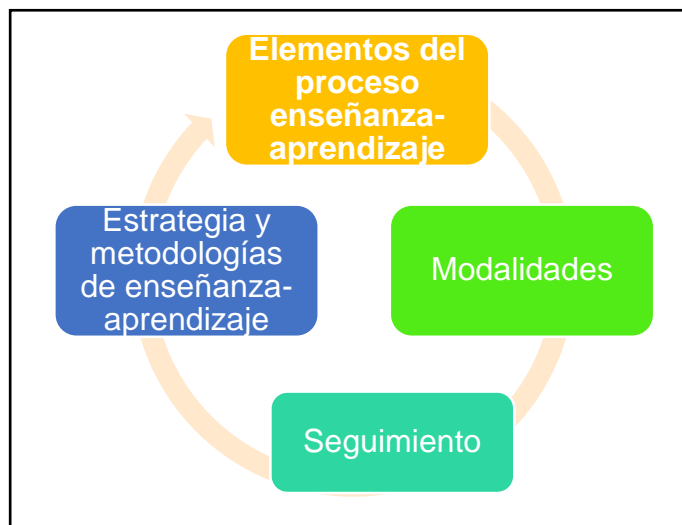 Elementos del
proceso
enseñanza-
aprendizaje
Modalidades
Seguimiento
Estrategia y
metodologías
de enseñanza-
aprendizaje